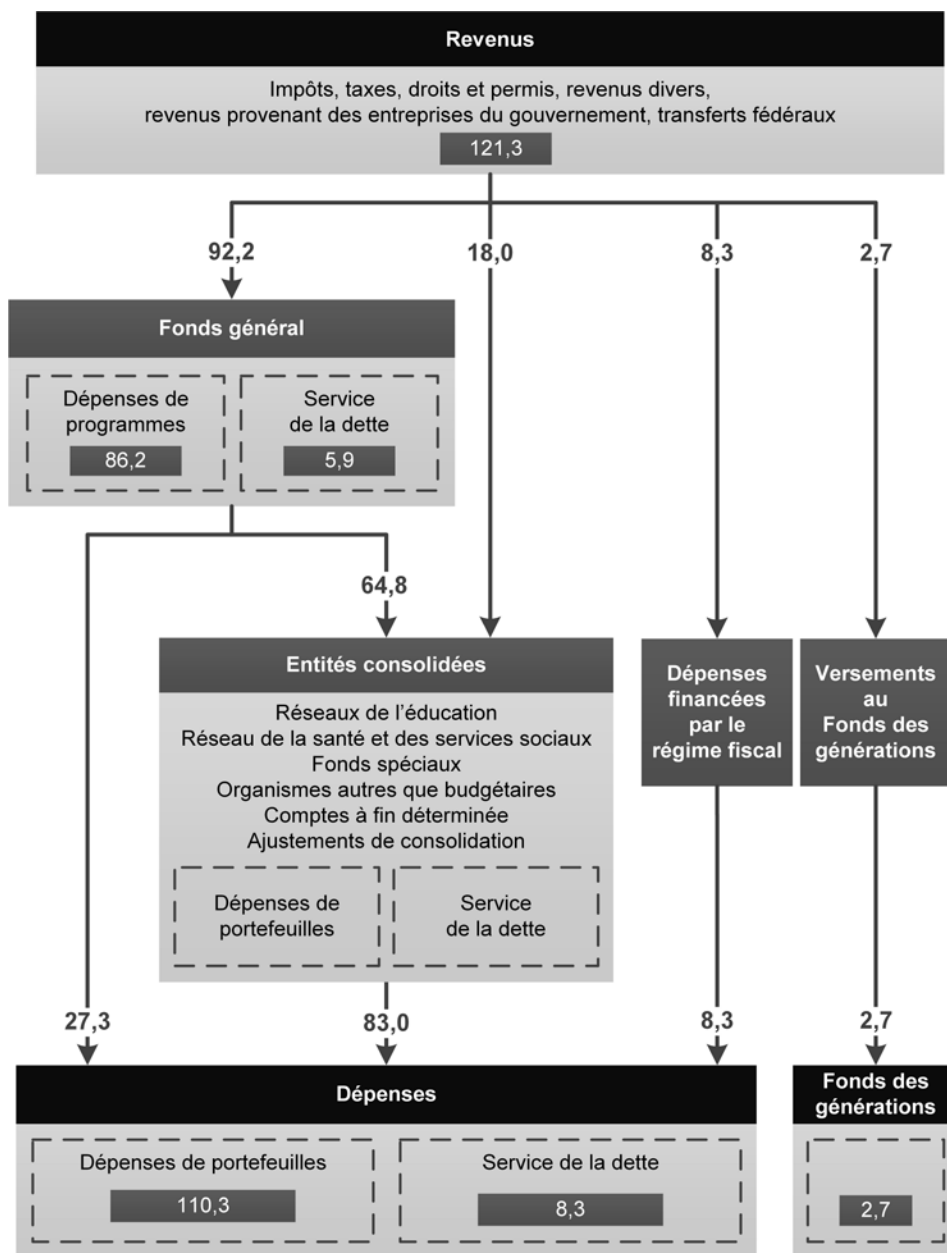 Revenus
Impôts, taxes, droits et permis, revenus divers,
revenus provenant des entreprises du gouvernement, transferts fédéraux
121,3
92,2
18,0
8,3
2,7
Fonds général
Dépenses de
programmes
86,2
Service
de la dette
5,9
64,8
Entités consolidées
Réseaux de l'éducation
Réseau de la santé et des services sociaux
Fonds spéciaux
Organismes autres que budgétaires
Comptes à fin déterminée
Ajustements de consolidation
Dépenses de
portefeuilles
Service
de la dette
Dépenses
financées
par le
régime fiscal
Versements
au
Fonds des
générations
27,3
83,0
8,3
2,7
Dépenses
Dépenses de portefeuilles
110,3
Service de la dette
8,3
Fonds des
générations
2,7